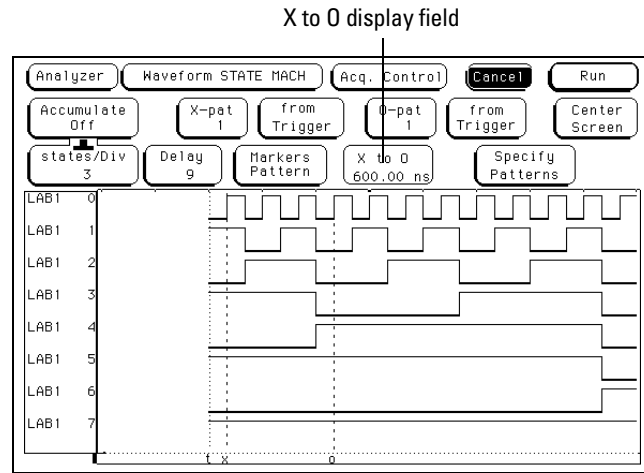 X to O display field
Analyzer Waveform STATE MACH Acq. Control Cancel Run
Accumulate Off X-pat 1 from Trigger O-pat 1 from Trigger Center Screen
states/Div 3 Delay 9 Markers Pattern X to O 600.00 ns Specify Patterns
LAB1 0
LAB1 1
LAB1 2
LAB1 3
LAB1 4
LAB1 5
LAB1 6
LAB1 7
t x o